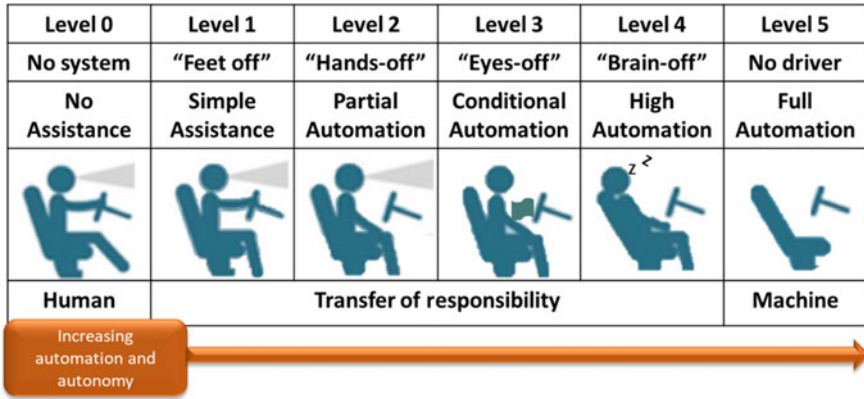 Level 0 Level 1 Level 2 Level 3 Level 4 Level 5
No system “Feet off” “Hands-off” “Eyes-off” “Brain-off” No driver
No Simple Partial Conditional High Full
Assistance Assistance Automation Automation Automation Automation
z z
Human Transfer of responsibility Machine
Increasing
automation and
autonomy